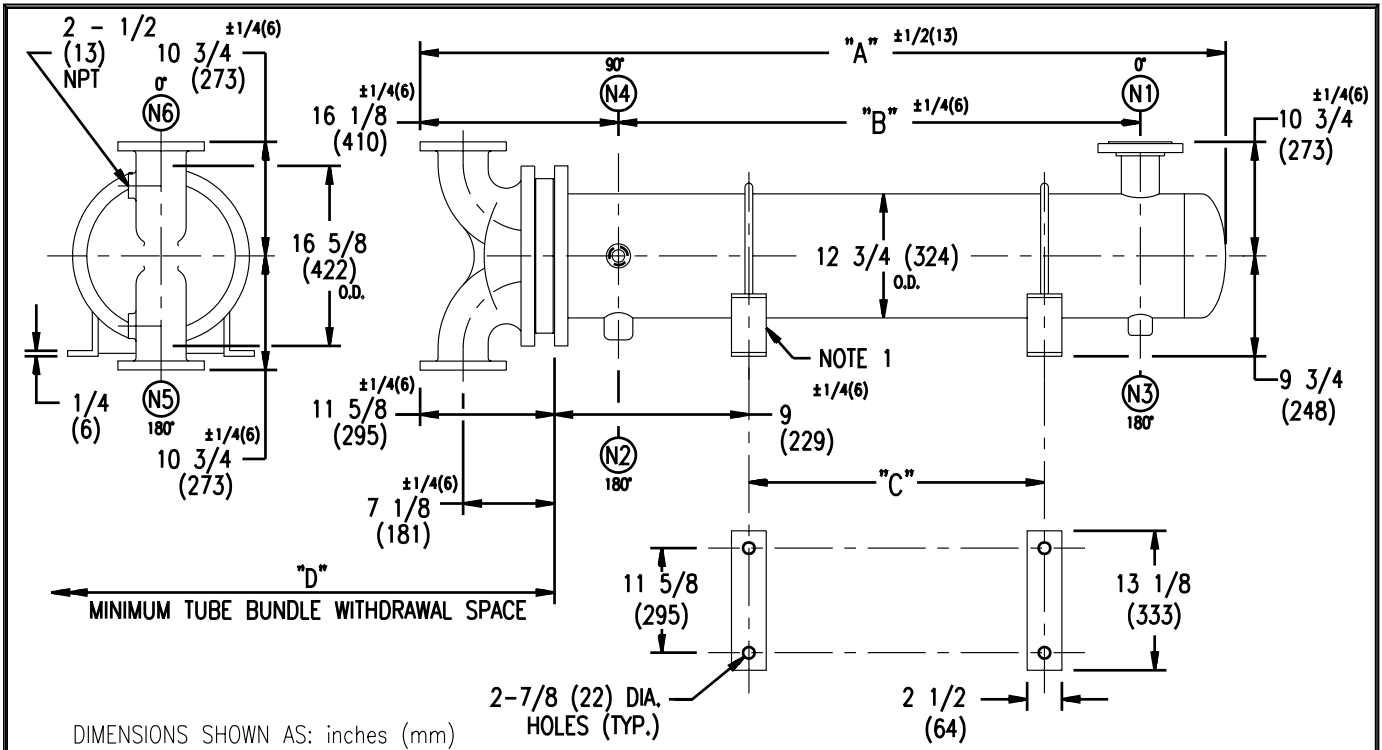 2 - 1/2
(13)
NPT
±1/4(6)
10 3/4
(273)
0°
N6
16 5/8
(422)
O.D.
1/4
(6)
N5
180°
±1/4(6)
10 3/4
(273)
"A" ±1/2(13)
90°
N4
0°
N1
±1/4(6)
16 1/8
(410)
"B" ±1/4(6)
±1/4(6)
10 3/4
(273)
12 3/4 (324)
O.D.
NOTE 1
±1/4(6)
11 5/8
(295)
±1/4(6)
9
(229)
N2
180°
N3
180°
9 3/4
(248)
±1/4(6)
7 1/8
(181)
"C"
"D"
MINIMUM TUBE BUNDLE WITHDRAWAL SPACE
11 5/8
(295)
13 1/8
(333)
2-7/8 (22) DIA.
HOLES (TYP.)
2 1/2
(64)
DIMENSIONS SHOWN AS: inches (mm)